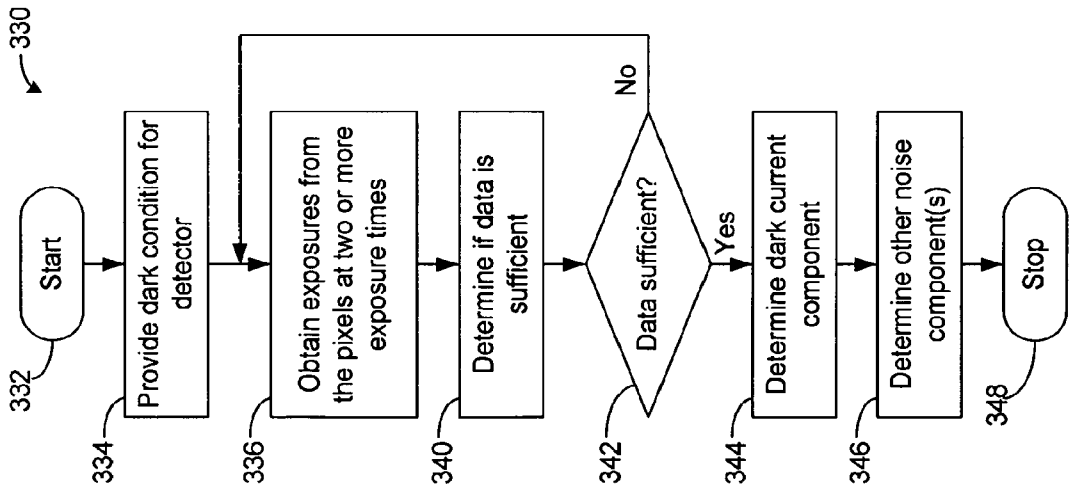 330
332
Start
334
Provide dark condition for
detector
336
Obtain exposures from
the pixels at two or more
exposure times
340
Determine if data is
sufficient
342
Data sufficient?
No
Yes
344
Determine dark current
component
346
Determine other noise
component(s)
348
Stop